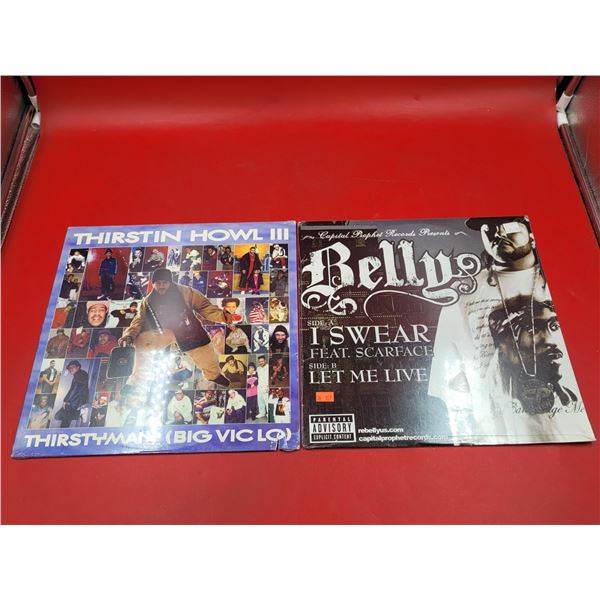 THIRSTIN HOWL III
THIRSTYMAN (BIG VIC LO)
Capital Prophet Records Presents
Belly
SIDE: A
I SWEAR
FEAT. SCARFACE
SIDE: B
LET ME LIVE
PARENTAL
ADVISORY
EXPLICIT CONTENT
rebellyus.com
capitalprophetrecords.com